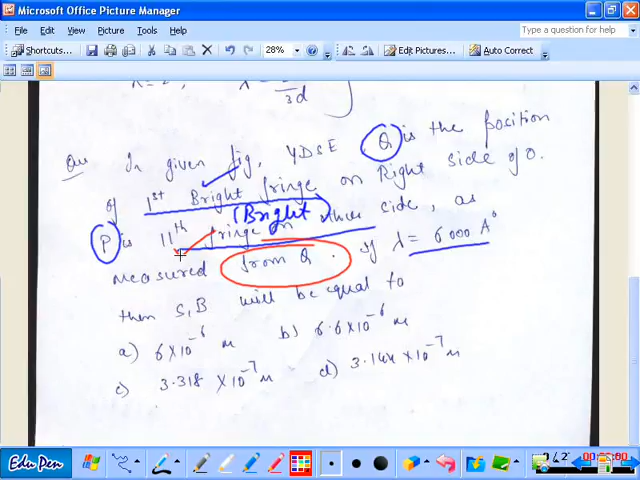 Microsoft Office Picture Manager
File Edit View Picture Tools Help
Type a question for help
Shortcuts... 28% Edit Pictures... Auto Correct
3d
Qus In given fig, YDSE Q is the position
of 1st Bright fringe on Right side of O.
(Bright)
P is 11th fringe on other side, as
measured from Q. If λ = 6000 A°
then S1B will be equal to
a) 6×10^-6 m b) 6.6×10^-6 m
c) 3.318 ×10^-7 m d) 3.144 ×10^-7 m
Edu Pen